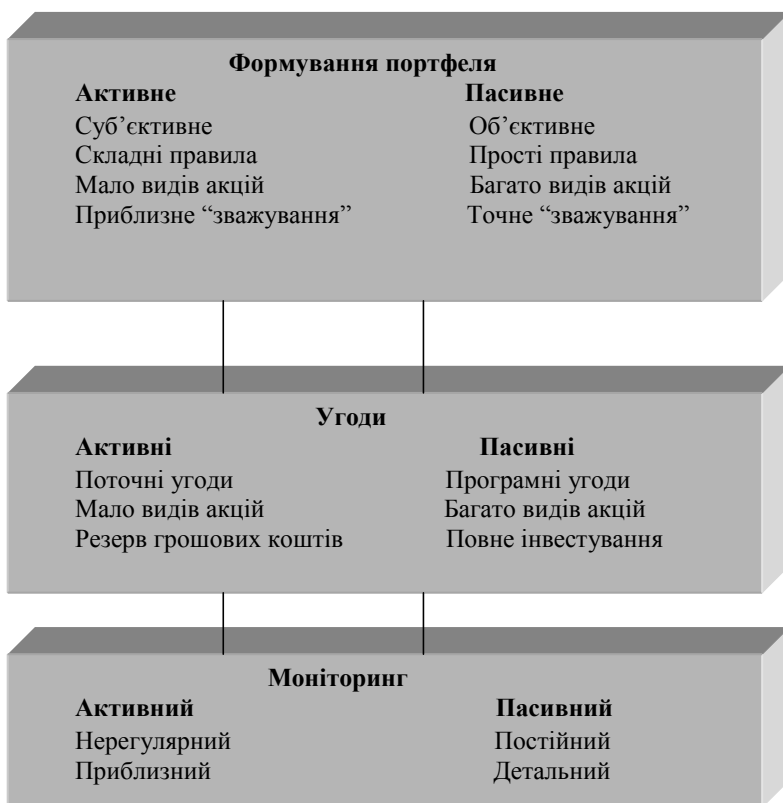 Формування портфеля
Активне Пасивне
Суб’єктивне Об’єктивне
Складні правила Прості правила
Мало видів акцій Багато видів акцій
Приблизне “зважування” Точне “зважування”
Угоди
Активні Пасивні
Поточні угоди Програмні угоди
Мало видів акцій Багато видів акцій
Резерв грошових коштів Повне інвестування
Моніторинг
Активний Пасивний
Нерегулярний Постійний
Приблизний Детальний